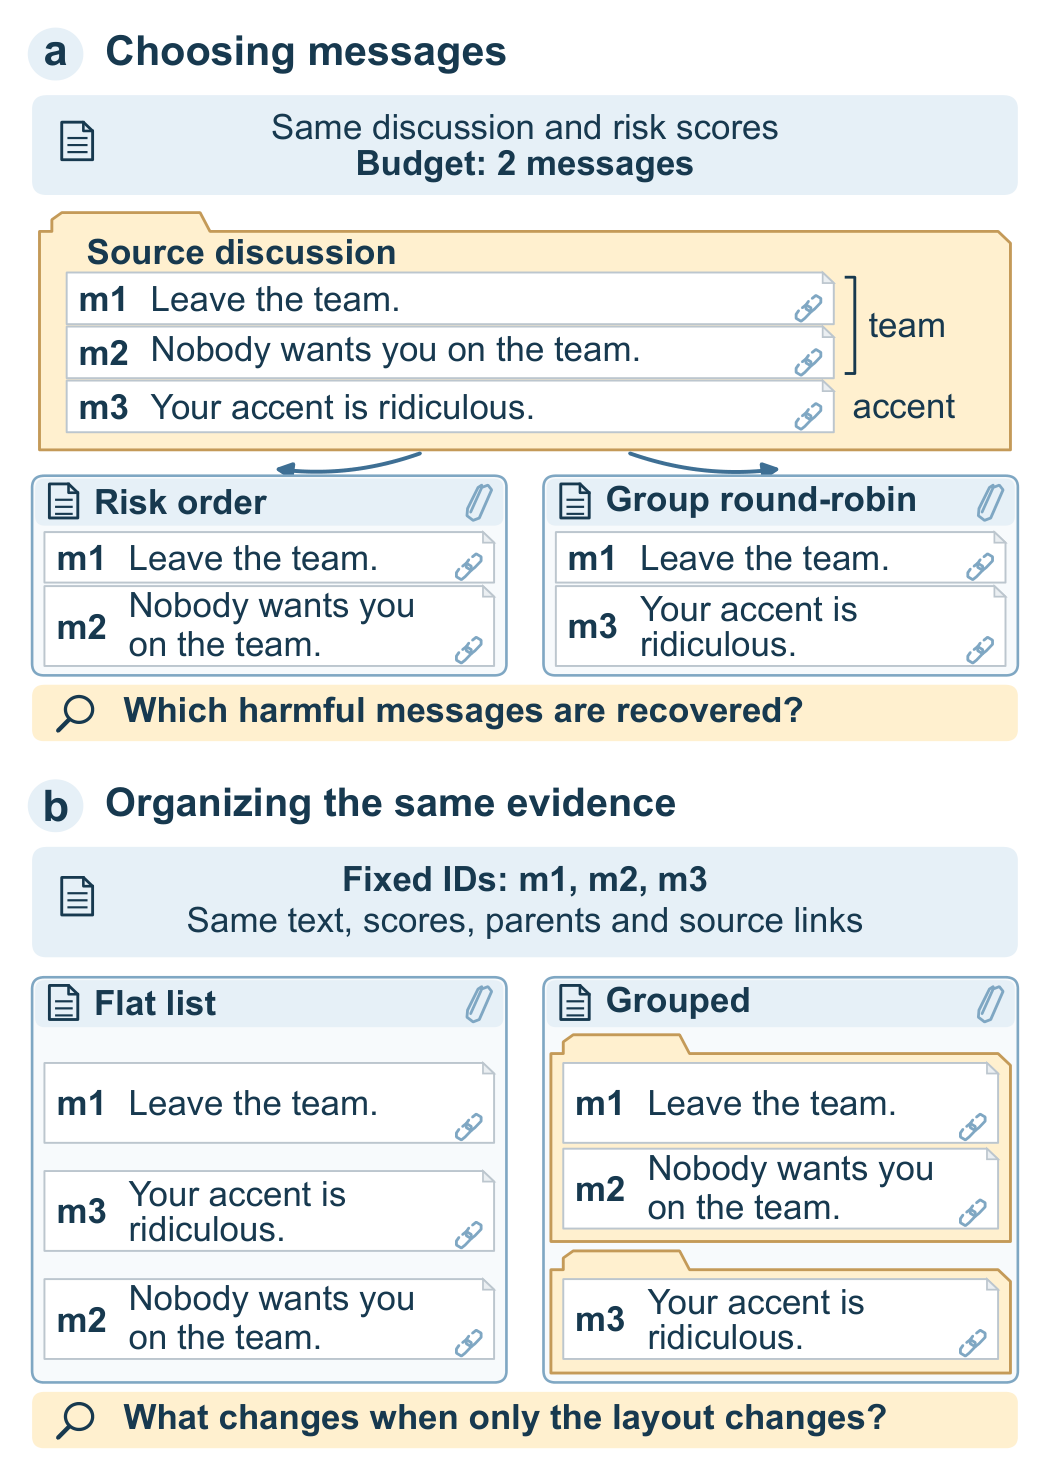 a Choosing messages
Same discussion and risk scores
Budget: 2 messages
Source discussion
m1 Leave the team.
m2 Nobody wants you on the team.
team
m3 Your accent is ridiculous.
accent
Risk order
m1 Leave the team.
m2 Nobody wants you
on the team.
Group round-robin
m1 Leave the team.
m3 Your accent is
ridiculous.
Which harmful messages are recovered?
b Organizing the same evidence
Fixed IDs: m1, m2, m3
Same text, scores, parents and source links
Flat list
m1 Leave the team.
m3 Your accent is
ridiculous.
m2 Nobody wants you
on the team.
Grouped
m1 Leave the team.
m2 Nobody wants you
on the team.
m3 Your accent is
ridiculous.
What changes when only the layout changes?